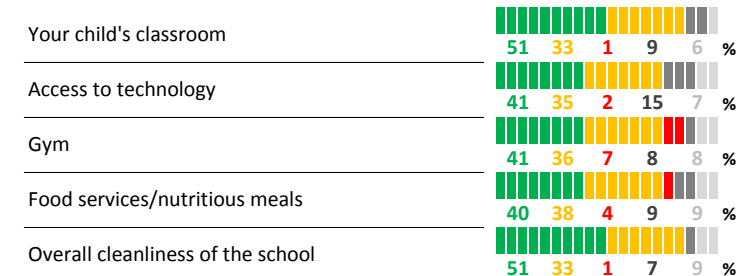 Your child's classroom
51 33 1 9 6 %
Access to technology
41 35 2 15 7 %
Gym
41 36 7 8 8 %
Food services/nutritious meals
40 38 4 9 9 %
Overall cleanliness of the school
51 33 1 7 9 %